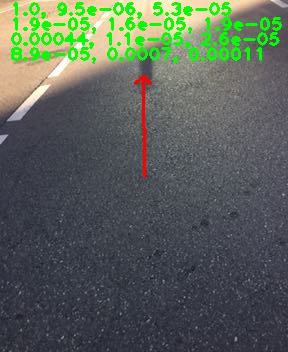 1.0, 9.5e-06, 5.3e-05
1.9e-05, 1.6e-05, 1.9e-05
0.00044, 1.1e-05, 2.6e-05
8.9e-05, 0.0007, 0.00011